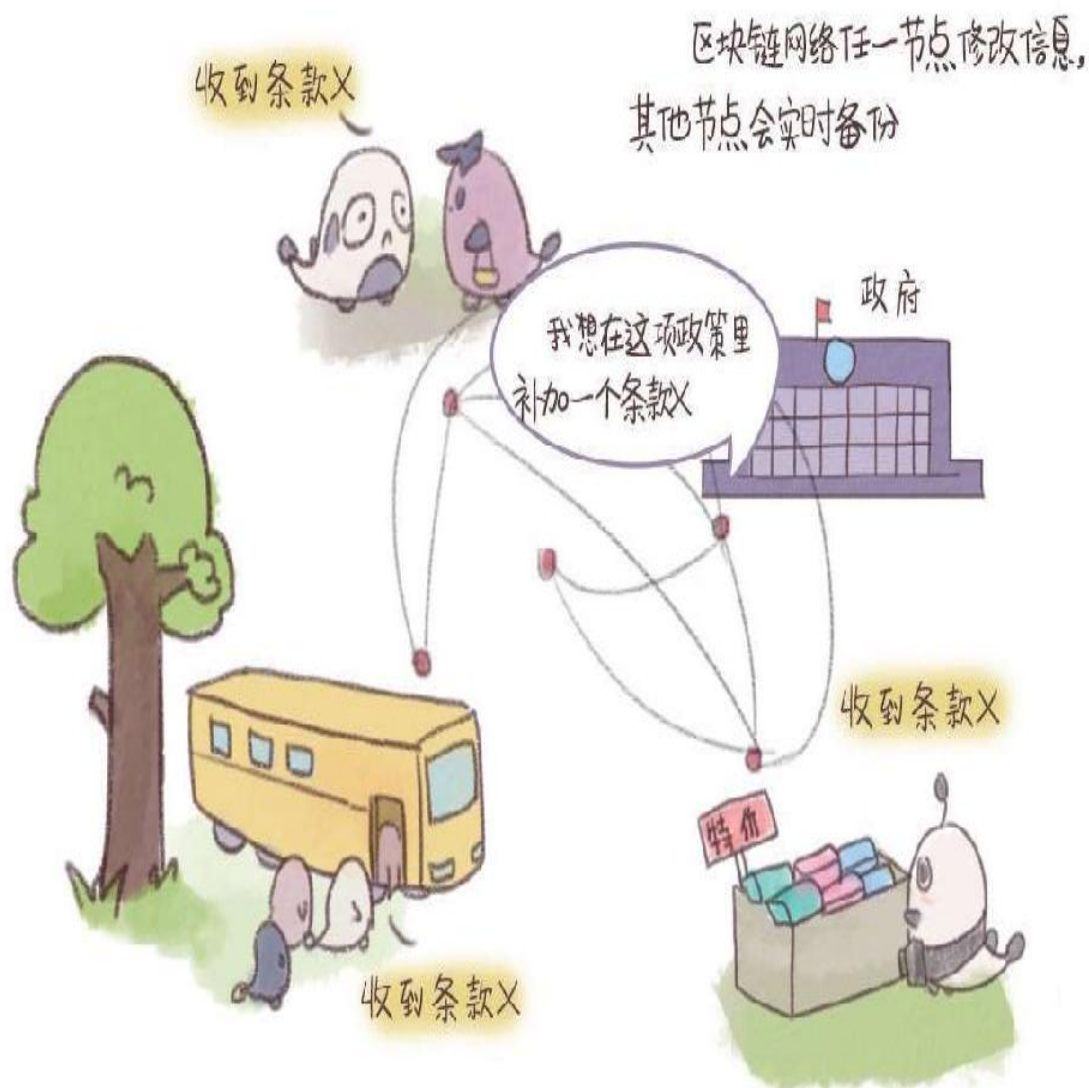 区块链网络任一节点修改信息,
其他节点会实时备份
收到条款X
政府
我想在这项政策里
补加一个条款X
收到条款X
特价
收到条款X